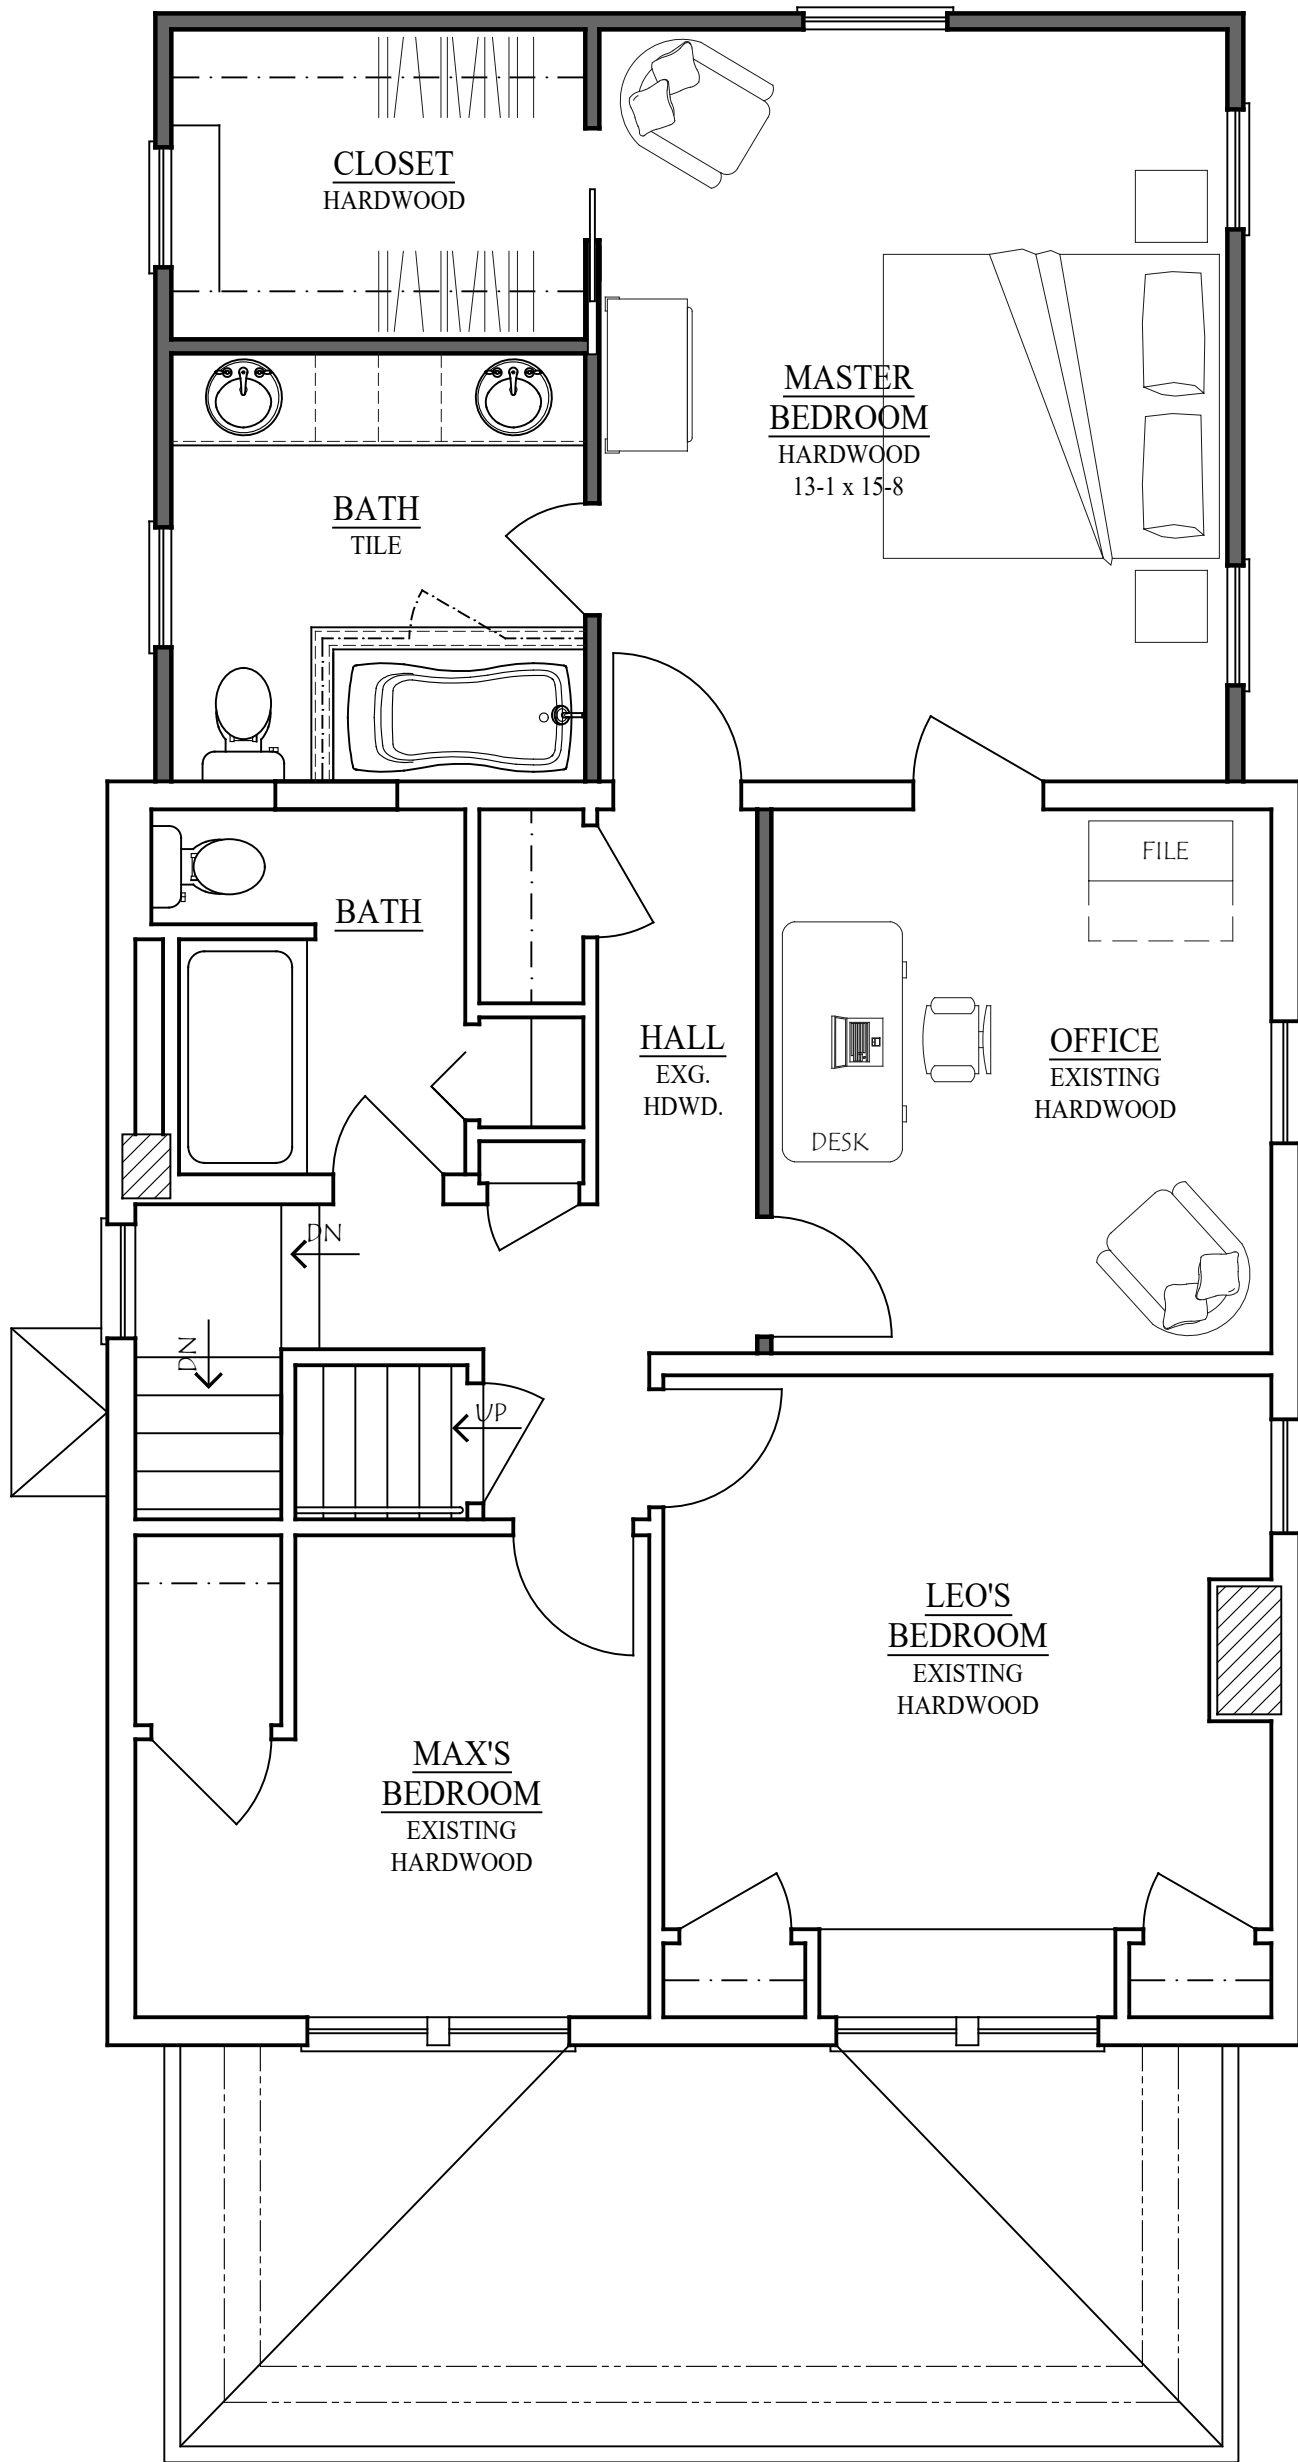 CLOSET
HARDWOOD
MASTER
BEDROOM
HARDWOOD
13-1 x 15-8
BATH
TILE
FILE
BATH
HALL
EXG.
HDWD.
OFFICE
EXISTING
HARDWOOD
DESK
DN
DN
UP
LEO'S
BEDROOM
EXISTING
HARDWOOD
MAX'S
BEDROOM
EXISTING
HARDWOOD